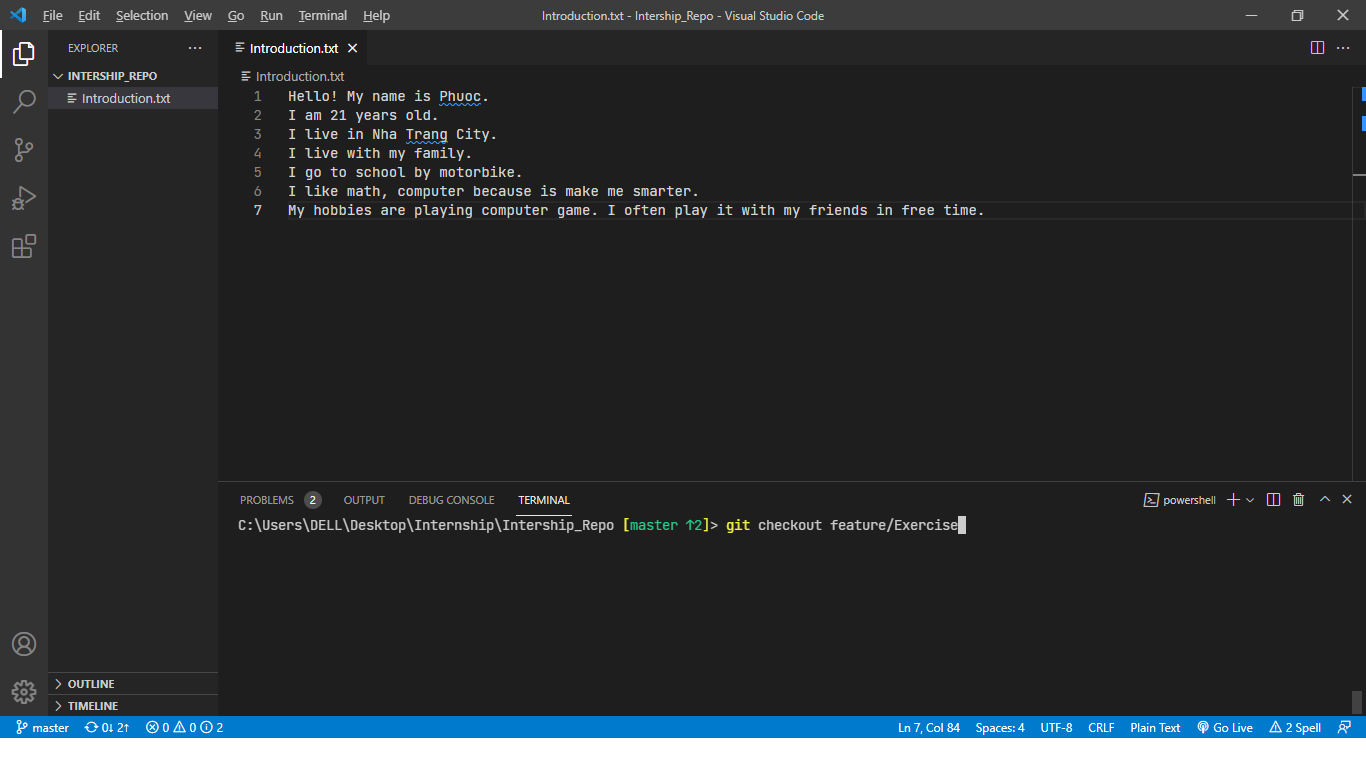 File Edit Selection View Go Run Terminal Help Introduction.txt - Intership_Repo - Visual Studio Code
EXPLORER
INTERSHIP_REPO
Introduction.txt
OUTLINE
TIMELINE
Introduction.txt
Introduction.txt
1 Hello! My name is Phuoc.
2 I am 21 years old.
3 I live in Nha Trang City.
4 I live with my family.
5 I go to school by motorbike.
6 I like math, computer because is make me smarter.
7 My hobbies are playing computer game. I often play it with my friends in free time.
PROBLEMS 2 OUTPUT DEBUG CONSOLE TERMINAL powershell
C:\Users\DELL\Desktop\Internship\Intership_Repo [master ↑2]> git checkout feature/Exercise
master 0↓ 2↑ 0 0 2 Ln 7, Col 84 Spaces: 4 UTF-8 CRLF Plain Text Go Live 2 Spell